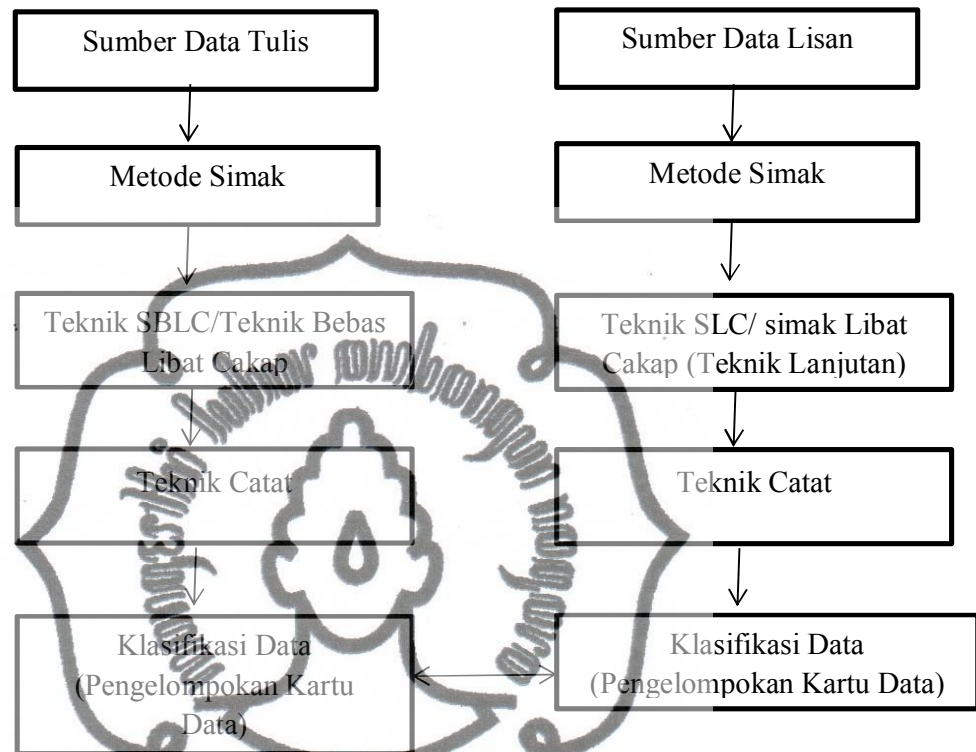 Sumber Data Tulis
Metode Simak
Teknik SBLC/Teknik Bebas
Libat Cakap
Teknik Catat
Klasifikasi Data
(Pengelompokan Kartu
Data)
Sumber Data Lisan
Metode Simak
Teknik SLC/ simak Libat
Cakap (Teknik Lanjutan)
Teknik Catat
Klasifikasi Data
(Pengelompokan Kartu Data)